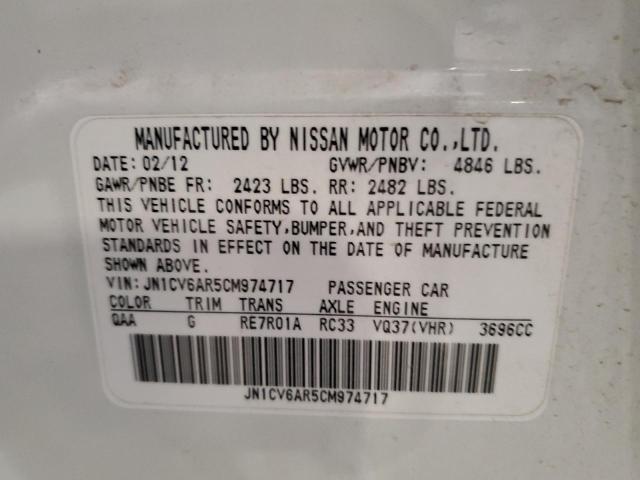 MANUFACTURED BY NISSAN MOTOR CO.,LTD.
DATE: 02/12 GVWR/PNBV: 4846 LBS.
GAWR/PNBE FR: 2423 LBS. RR: 2482 LBS.
THIS VEHICLE CONFORMS TO ALL APPLICABLE FEDERAL
MOTOR VEHICLE SAFETY,BUMPER,AND THEFT PREVENTION
STANDARDS IN EFFECT ON THE DATE OF MANUFACTURE
SHOWN ABOVE.
VIN:JN1CV6AR5CM974717 PASSENGER CAR
COLOR TRIM TRANS AXLE ENGINE
QAA G RE7R01A RC33 VQ37(VHR) 3696CC
JN1CV6AR5CM974717